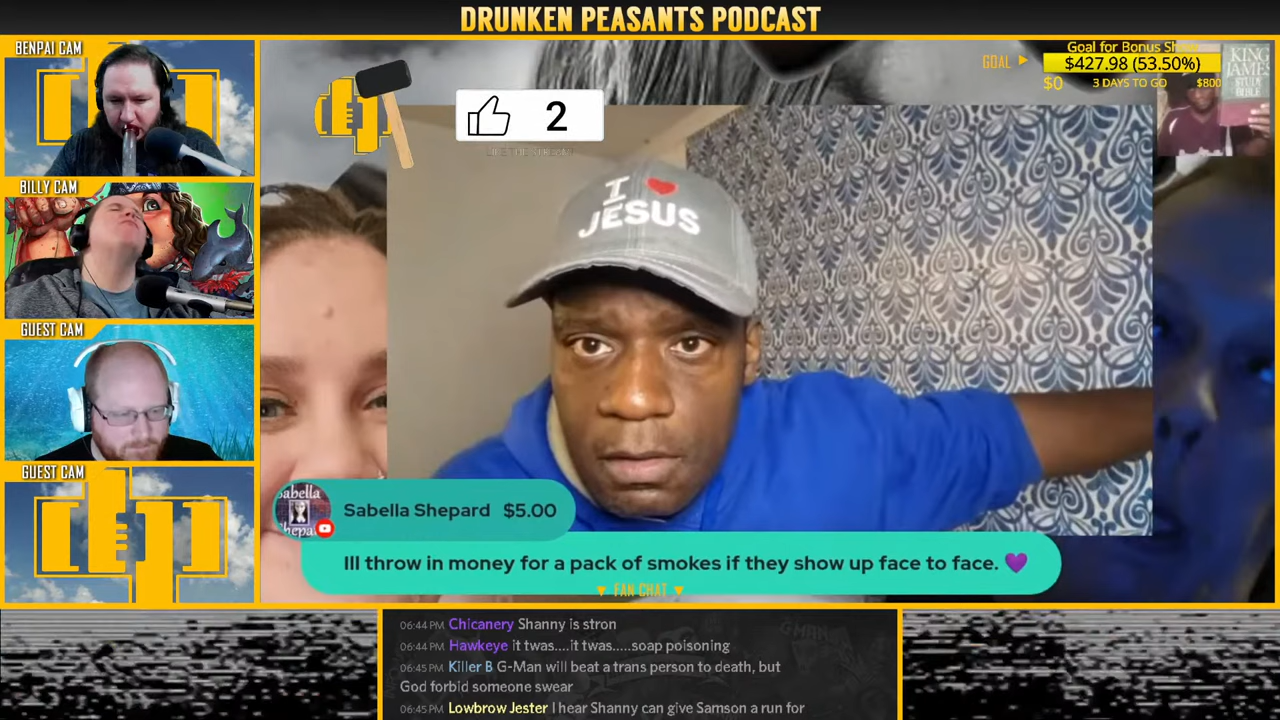 DRUNKEN PEASANTS PODCAST
BENPAI CAM
BILLY CAM
GUEST CAM
GUEST CAM
GOAL
Goal for Bonus
$427.98 (53.50%)
$0 3 DAYS TO GO $800
KING
JAMES
STUDY
BIBLE
2
I
JESUS
Sabella
Shepa
Sabella Shepard $5.00
Ill throw in money for a pack of smokes if they show up face to face. 💜
▼ FAN CHAT ▼
06:44 PM Chicanery Shanny is stron
06:44 PM Hawkeye it twas....it twas.....soap poisoning
06:45 PM Killer B G-Man will beat a trans person to death, but
God forbid someone swear
06:45 PM Lowbrow Jester I hear Shanny can give Samson a run for